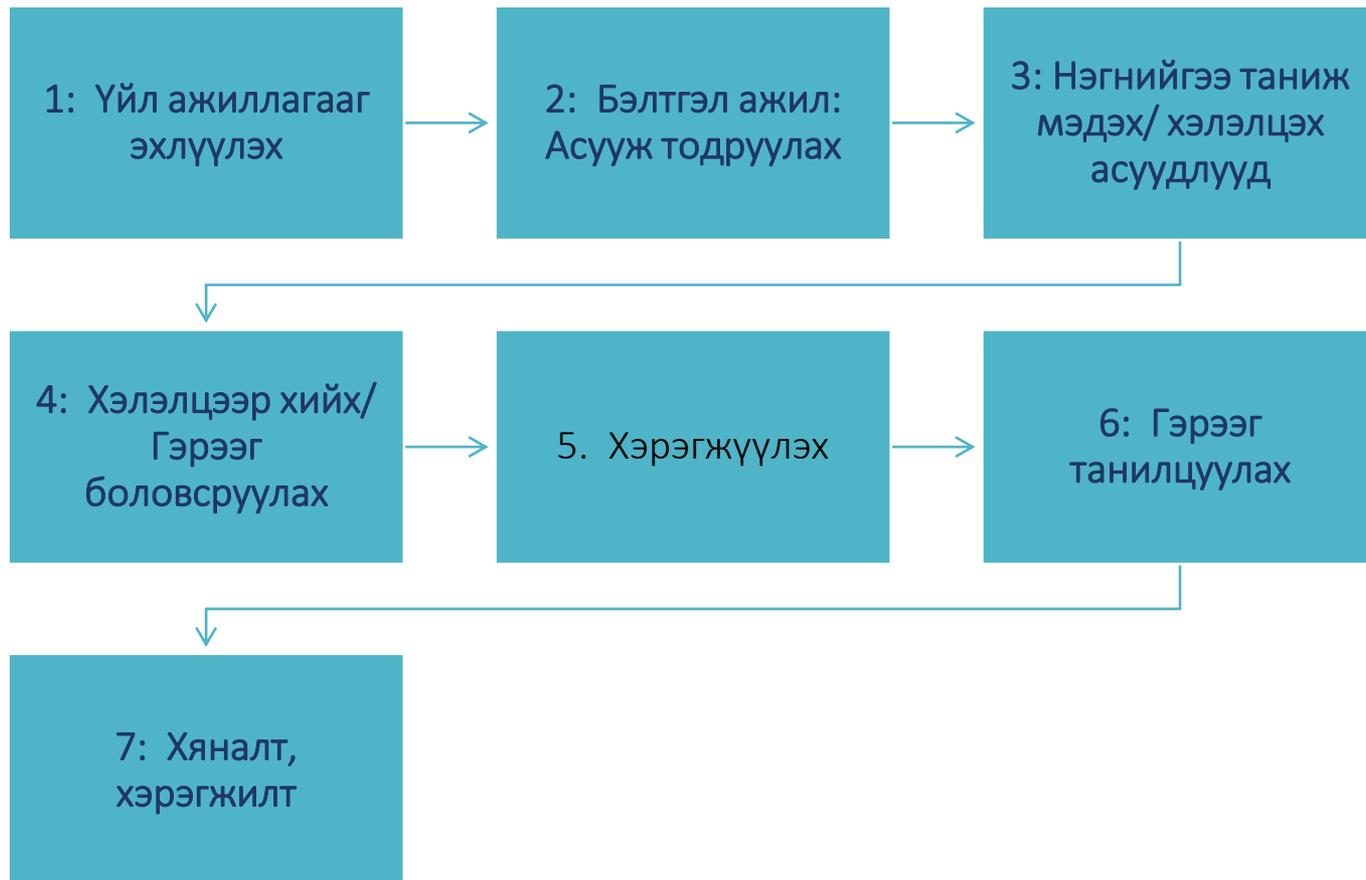 1: Үйл ажиллагааг
эхлүүлэх
2: Бэлтгэл ажил:
Асууж тодруулах
3: Нэгнийгээ таниж
мэдэх/ хэлэлцэх
асуудлууд
4: Хэлэлцээр хийх/
Гэрээг
боловсруулах
5. Хэрэгжүүлэх
6: Гэрээг
танилцуулах
7: Хяналт,
хэрэгжилт